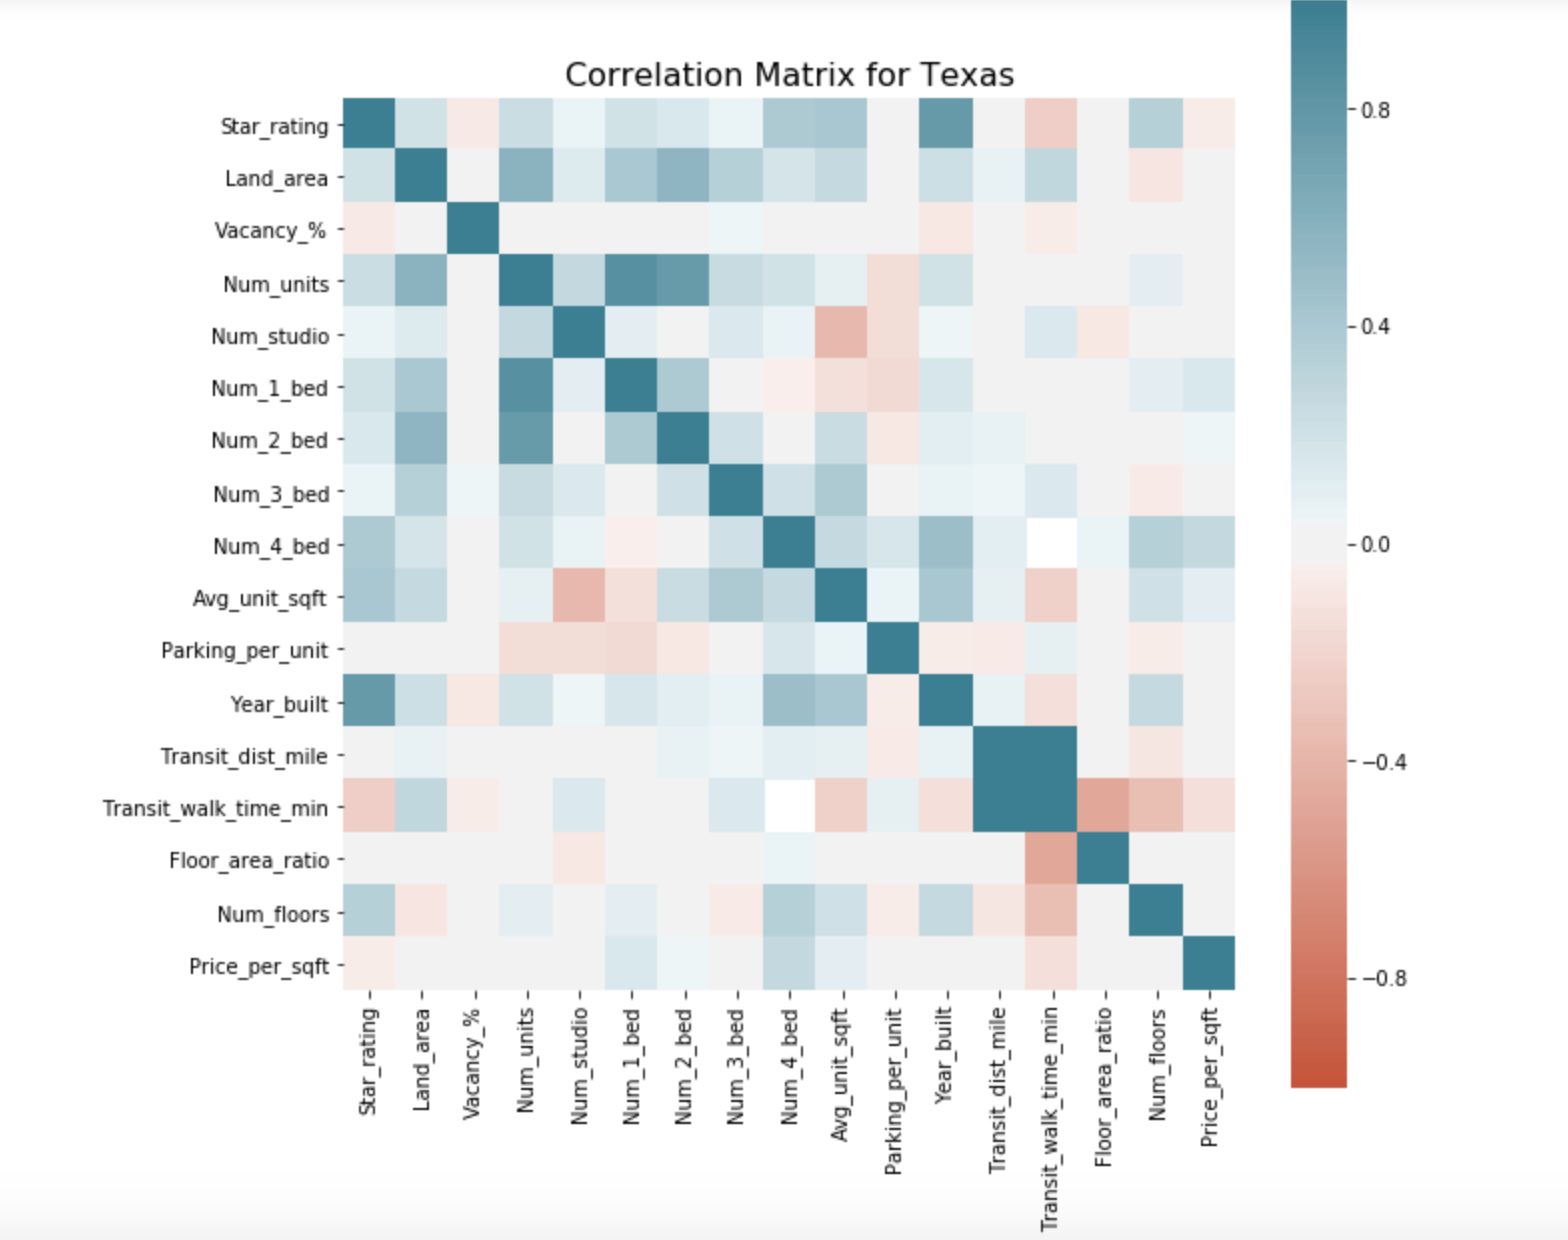 Correlation Matrix for Texas
Star_rating
Land_area
Vacancy_%
Num_units
Num_studio
Num_1_bed
Num_2_bed
Num_3_bed
Num_4_bed
Avg_unit_sqft
Parking_per_unit
Year_built
Transit_dist_mile
Transit_walk_time_min
Floor_area_ratio
Num_floors
Price_per_sqft
Star_rating
Land_area
Vacancy_%
Num_units
Num_studio
Num_1_bed
Num_2_bed
Num_3_bed
Num_4_bed
Avg_unit_sqft
Parking_per_unit
Year_built
Transit_dist_mile
Transit_walk_time_min
Floor_area_ratio
Num_floors
Price_per_sqft
0.8
0.4
0.0
−0.4
−0.8